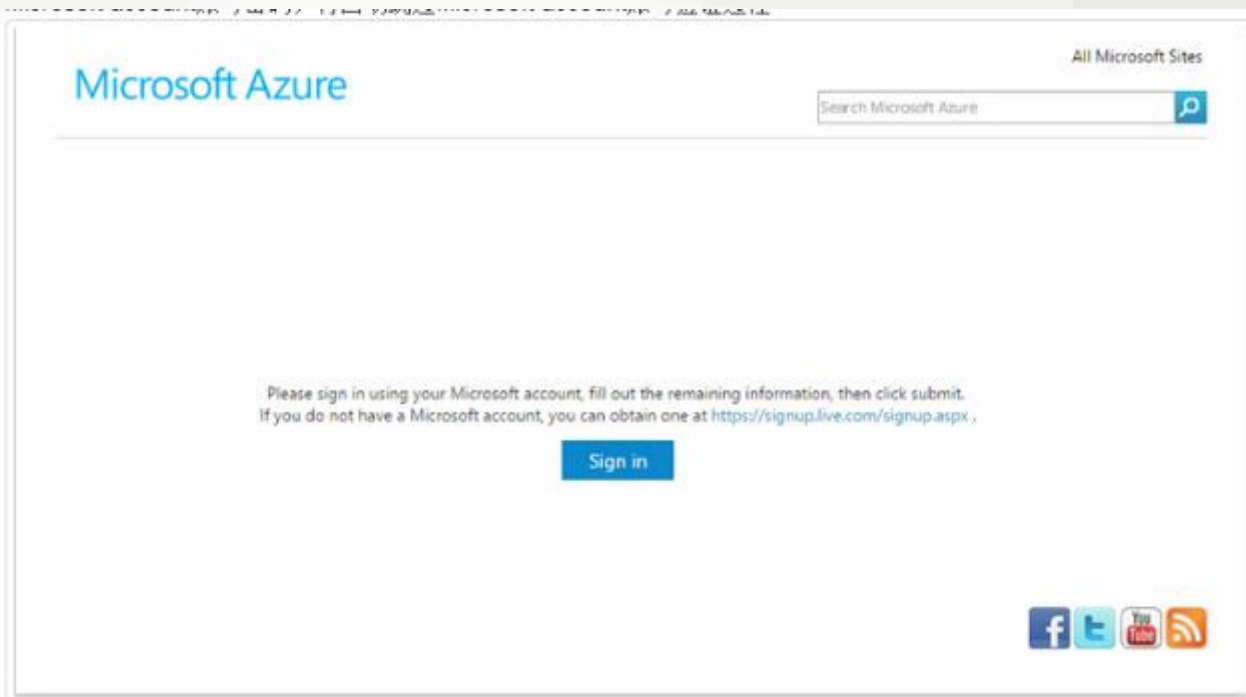 All Microsoft Sites
Microsoft Azure
Search Microsoft Azure
Please sign in using your Microsoft account, fill out the remaining information, then click submit.
If you do not have a Microsoft account, you can obtain one at https://signup.live.com/signup.aspx .
Sign in
f
t
You Tube